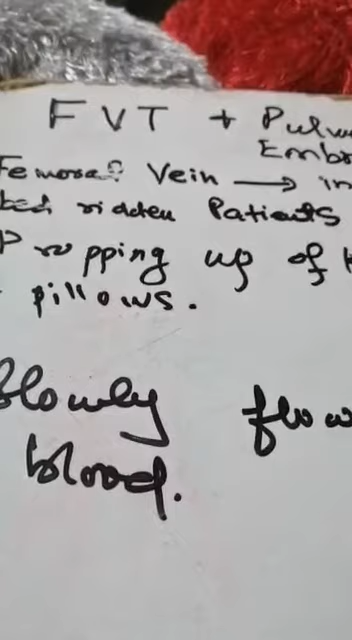 FVT + Pulm
Embo
Femoral Vein → in
bed ridden Patients
Propping up of
pillows.
Slowly flow
blood.